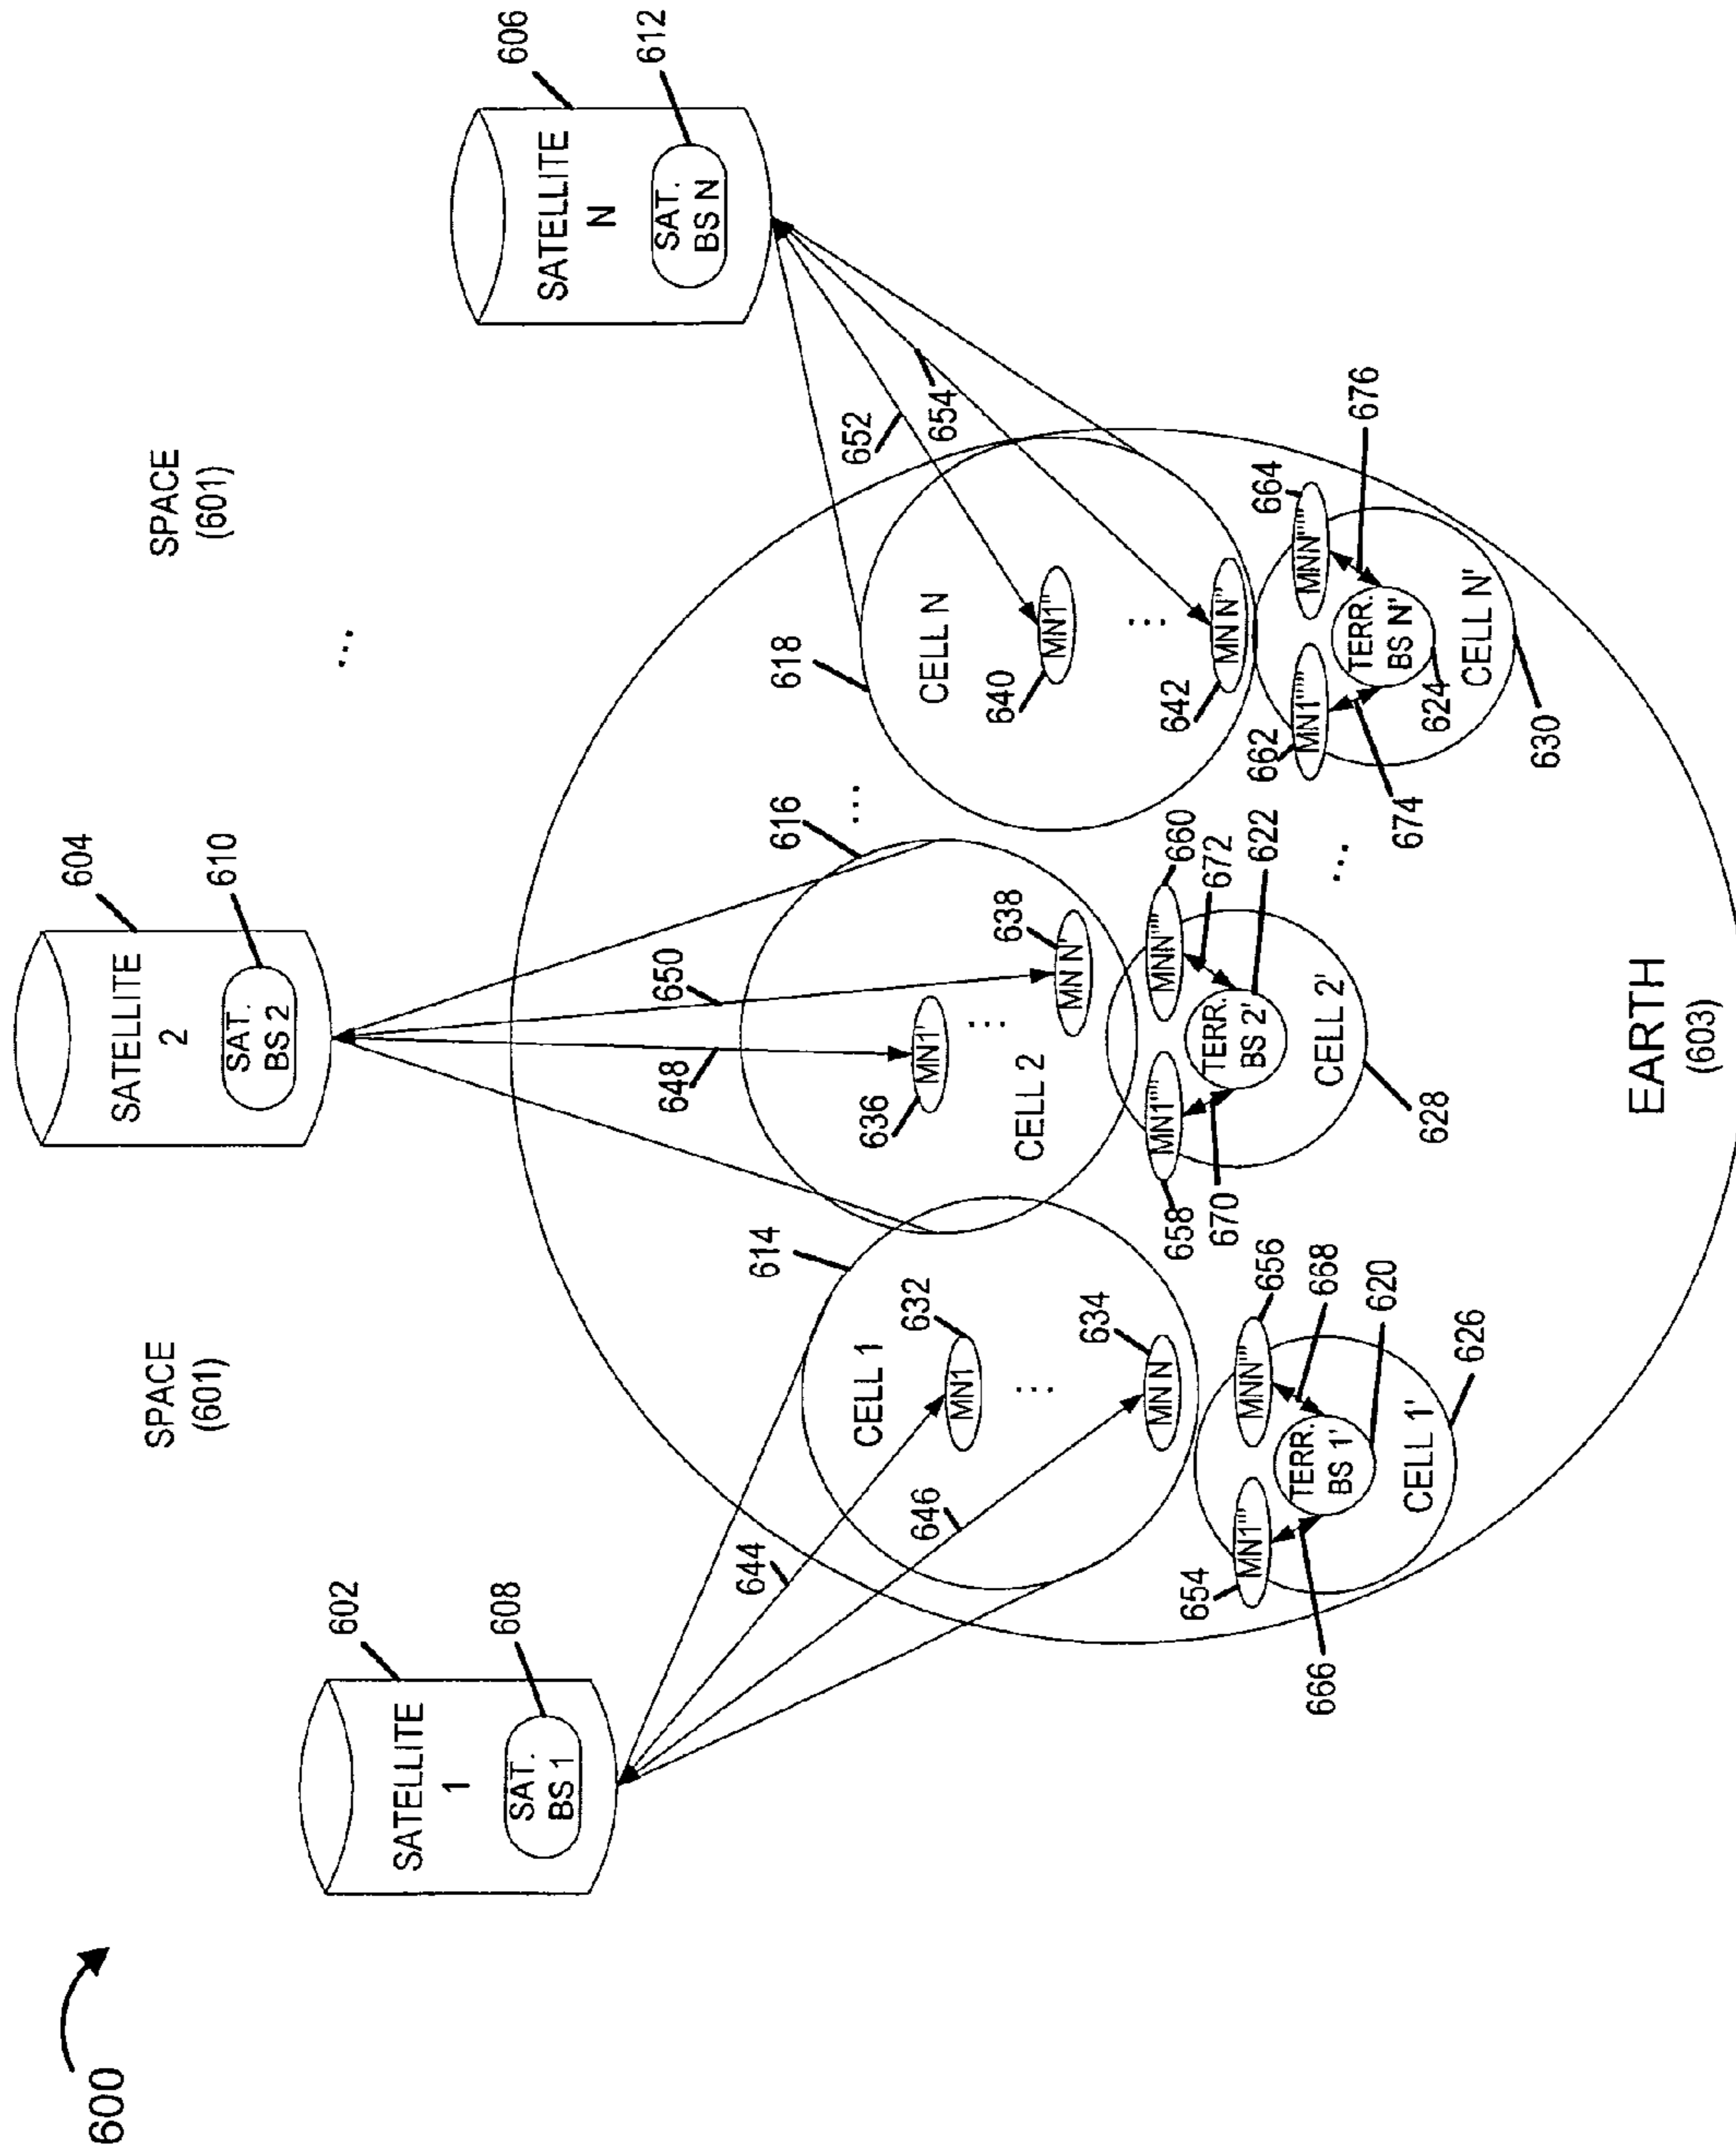 600
SATELLITE
2
SAT.
BS 2
604
610
SPACE
(601)
SPACE
(601)
...
SATELLITE
1
SAT.
BS 1
602
608
SATELLITE
N
SAT.
BS N
606
612
644
646
614
648
650
616
...
618
652
654
CELL 1
MN1
632
...
MN N
634
636
MN1'
...
MN N'
638
CELL 2
CELL N
640
MN1''
...
642
MN N''
654
MN1'''
MNN'''
656
666
668
TERR.
BS 1'
620
CELL 1'
626
658
MN1''''
MNN''''
660
670
672
TERR.
BS 2'
622
CELL 2'
628
...
662
MN1'''''
MNN'''''
664
674
676
TERR.
BS N'
624
CELL N'
630
EARTH
(603)